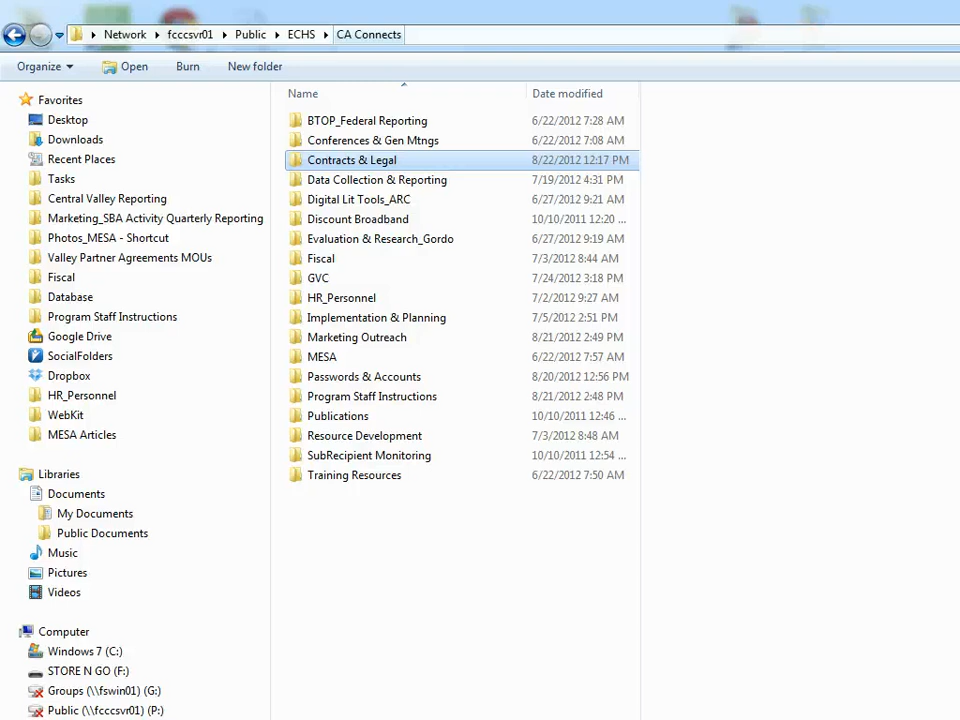 Network ▸ fcccsvr01 ▸ Public ▸ ECHS ▸ CA Connects
Organize ▾ Open Burn New folder
Favorites
Desktop
Downloads
Recent Places
Tasks
Central Valley Reporting
Marketing_SBA Activity Quarterly Reporting
Photos_MESA - Shortcut
Valley Partner Agreements MOUs
Fiscal
Database
Program Staff Instructions
Google Drive
SocialFolders
Dropbox
HR_Personnel
WebKit
MESA Articles
Libraries
Documents
My Documents
Public Documents
Music
Pictures
Videos
Computer
Windows 7 (C:)
STORE N GO (F:)
Groups (\\fswin01) (G:)
Public (\\fcccsvr01) (P:)
Name Date modified
BTOP_Federal Reporting 6/22/2012 7:28 AM
Conferences & Gen Mtngs 6/22/2012 7:08 AM
Contracts & Legal 8/22/2012 12:17 PM
Data Collection & Reporting 7/19/2012 4:31 PM
Digital Lit Tools_ARC 6/27/2012 9:21 AM
Discount Broadband 10/10/2011 12:20 ...
Evaluation & Research_Gordo 6/27/2012 9:19 AM
Fiscal 7/3/2012 8:44 AM
GVC 7/24/2012 3:18 PM
HR_Personnel 7/2/2012 9:27 AM
Implementation & Planning 7/5/2012 2:51 PM
Marketing Outreach 8/21/2012 2:49 PM
MESA 6/22/2012 7:57 AM
Passwords & Accounts 8/20/2012 12:56 PM
Program Staff Instructions 8/21/2012 2:48 PM
Publications 10/10/2011 12:46 ...
Resource Development 7/3/2012 8:48 AM
SubRecipient Monitoring 10/10/2011 12:54 ...
Training Resources 6/22/2012 7:50 AM